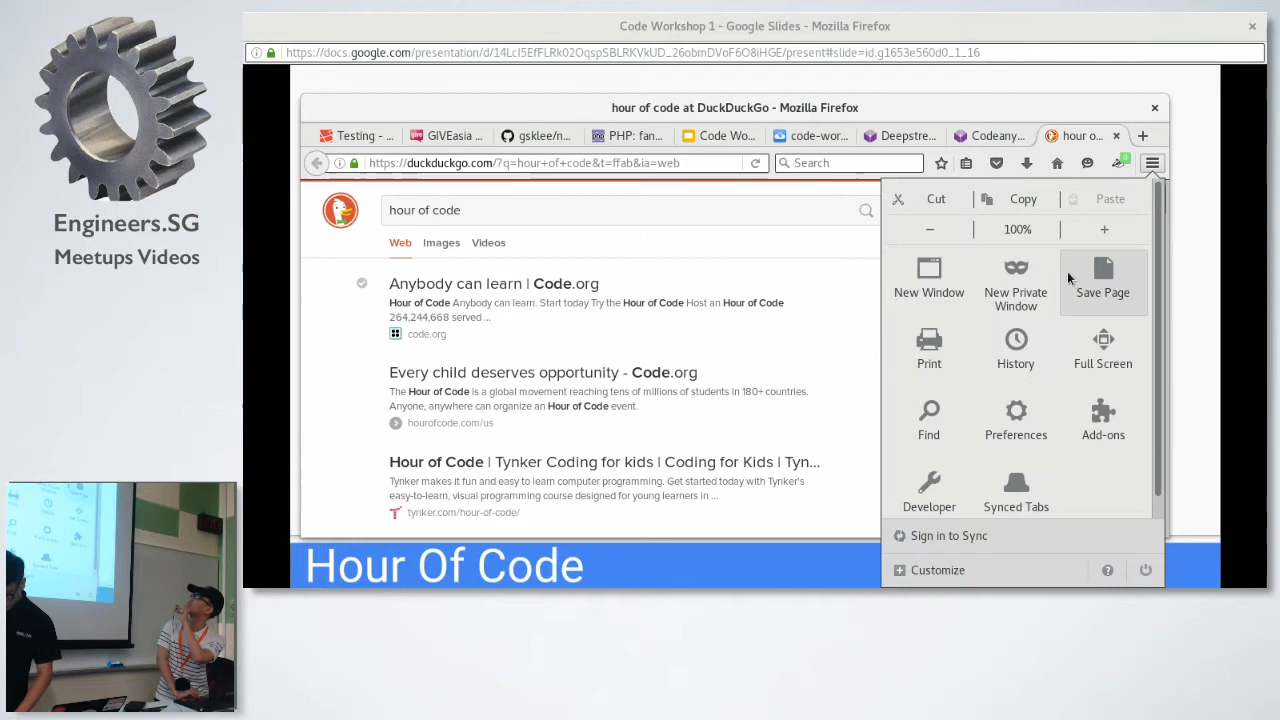 Engineers.SG
Meetups Videos
Code Workshop 1 - Google Slides - Mozilla Firefox
https://docs.google.com/presentation/d/14LcI5EfFLRk02OqspSBLRKVkUD_26obmDVoF6O8iHGE/present#slide=id.g1653e560d0_1_16
hour of code at DuckDuckGo - Mozilla Firefox
Testing - ...
GIVEasia ...
gsklee/n...
PHP: fan...
Code Wo...
code-wor...
Deepstre...
Codeany...
hour o...
https://duckduckgo.com/?q=hour+of+code&t=ffab&ia=web
Search
0
hour of code
Web Images Videos
Anybody can learn | Code.org
Hour of Code Anybody can learn. Start today Try the Hour of Code Host an Hour of Code
264,244,668 served ...
code.org
Every child deserves opportunity - Code.org
The Hour of Code is a global movement reaching tens of millions of students in 180+ countries.
Anyone, anywhere can organize an Hour of Code event.
hourofcode.com/us
Hour of Code | Tynker Coding for kids | Coding for Kids | Tyn...
Tynker makes it fun and easy to learn computer programming. Get started today with Tynker's
easy-to-learn, visual programming course designed for young learners in ...
tynker.com/hour-of-code/
Cut Copy Paste
− 100% +
New Window
New Private
Window
Save Page
Print
History
Full Screen
Find
Preferences
Add-ons
Developer
Synced Tabs
Sign in to Sync
Customize
Hour Of Code